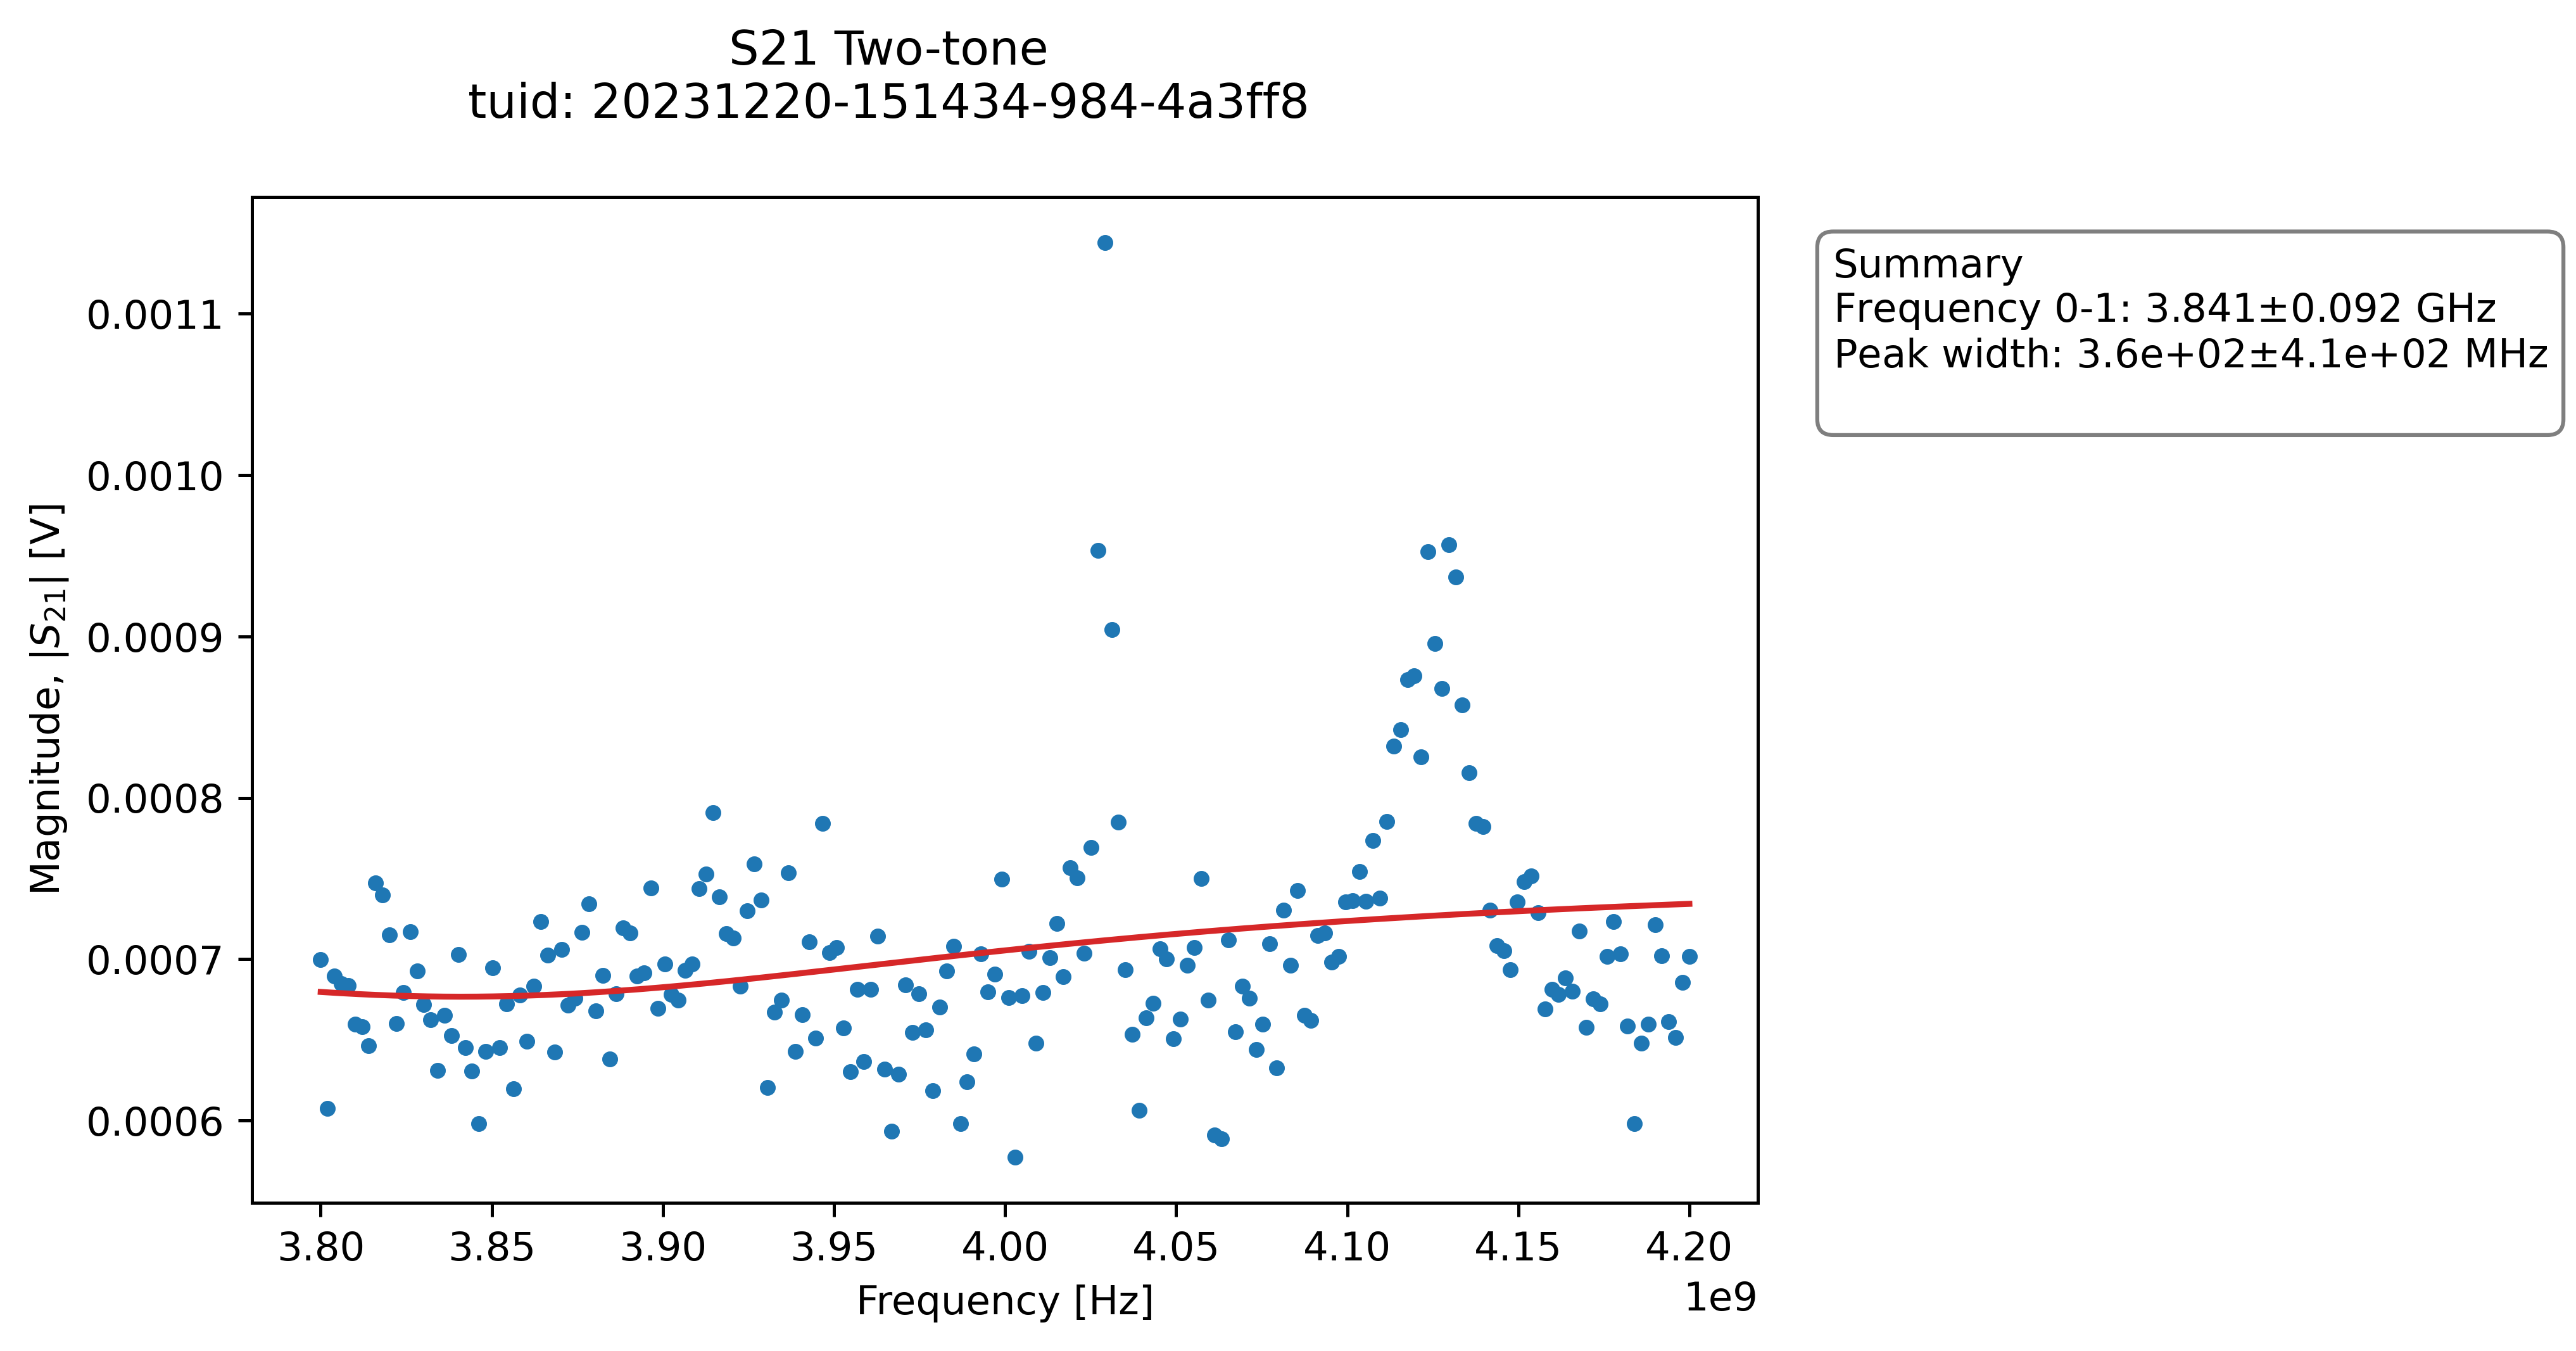 S21 Two-tone
tuid: 20231220-151434-984-4a3ff8
Summary
Frequency 0-1: 3.841±0.092 GHz
Peak width: 3.6e+02±4.1e+02 MHz
Magnitude, |S21| [V]
0.0011
0.0010
0.0009
0.0008
0.0007
0.0006
3.80 3.85 3.90 3.95 4.00 4.05 4.10 4.15 4.20
1e9
Frequency [Hz]